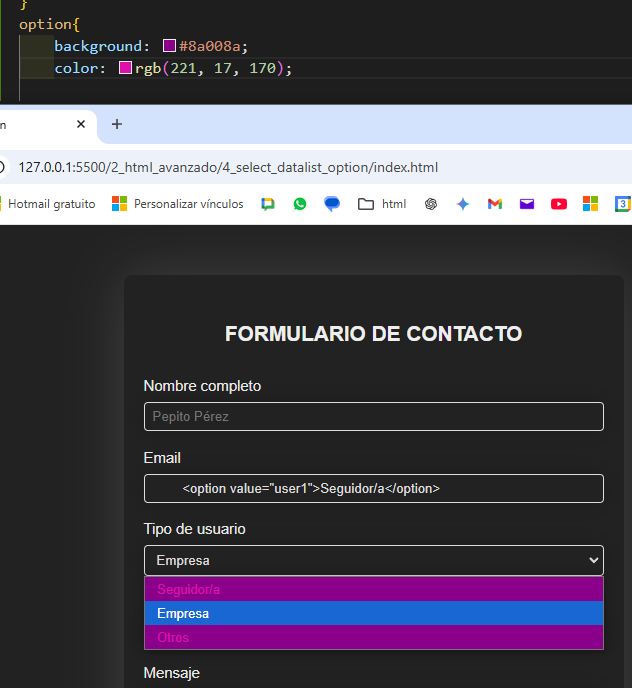 }
option{
background: #8a008a;
color: rgb(221, 17, 170);
n
127.0.0.1:5500/2_html_avanzado/4_select_datalist_option/index.html
Hotmail gratuito Personalizar vínculos html 3
FORMULARIO DE CONTACTO
Nombre completo
Pepito Pérez
Email
<option value="user1">Seguidor/a</option>
Tipo de usuario
Empresa
Seguidor/a
Empresa
Otros
Mensaje